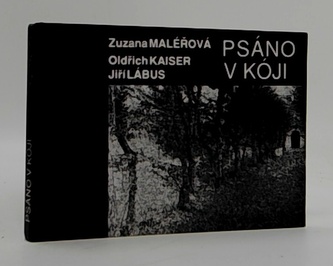 Zuzana MALÉŘOVÁ
Oldřich KAISER
Jiří LÁBUS
PSÁNO
V KÓJI
PSÁNO V KÓJI